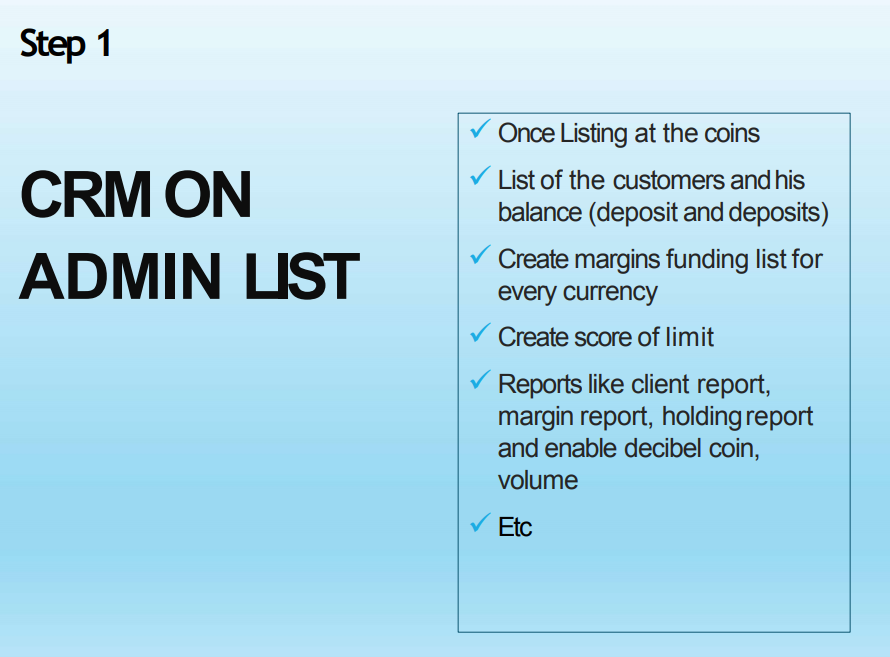 Step 1
CRM ON
ADMIN LIST
✓ Once Listing at the coins
✓ List of the customers and his
balance (deposit and deposits)
✓ Create margins funding list for
every currency
✓ Create score of limit
✓ Reports like client report,
margin report, holding report
and enable decibel coin,
volume
✓ Etc